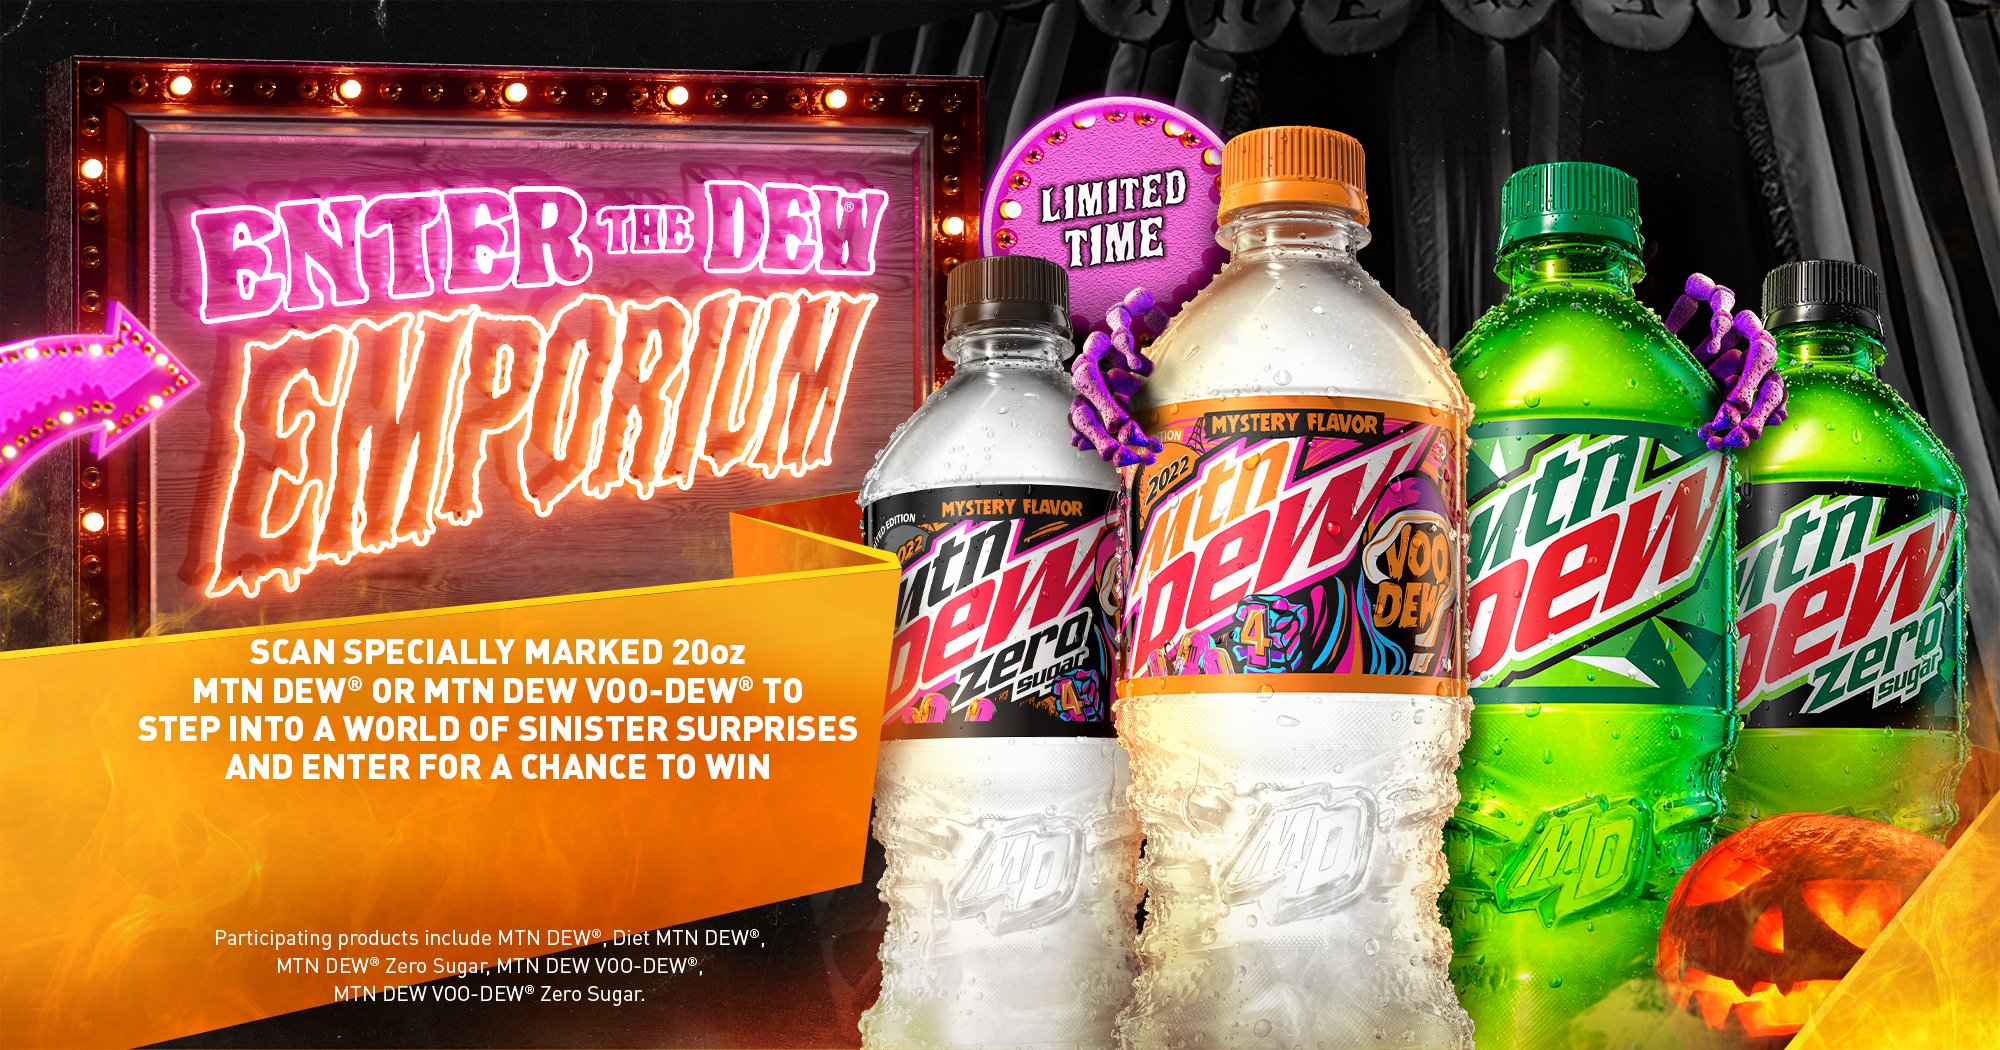 ENTER THE DEW®
EMPORIUM
LIMITED
TIME
SCAN SPECIALLY MARKED 20oz
MTN DEW® OR MTN DEW VOO-DEW® TO
STEP INTO A WORLD OF SINISTER SURPRISES
AND ENTER FOR A CHANCE TO WIN
Participating products include MTN DEW®, Diet MTN DEW®,
MTN DEW® Zero Sugar, MTN DEW VOO-DEW®,
MTN DEW VOO-DEW® Zero Sugar.
MYSTERY FLAVOR
EDITION
mtn
DEW
zero
sugar
4
MD
MYSTERY FLAVOR
2022
mtn
DEW
VOO
DEW
4
MD
mtn
DEW
MD
mtn
DEW
zero
sugar